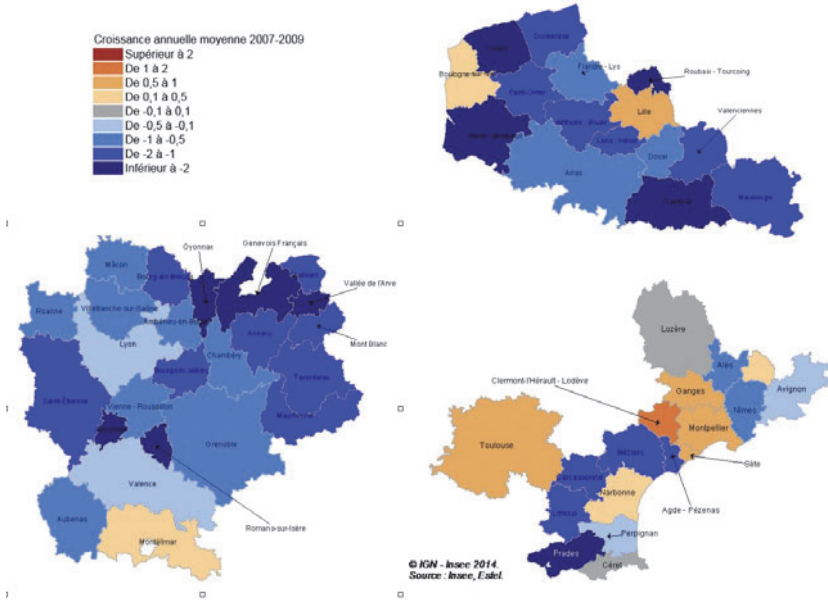 Croissance annuelle moyenne 2007-2009
Supérieur à 2
De 1 à 2
De 0,5 à 1
De 0,1 à 0,5
De -0,1 à 0,1
De -0,5 à -0,1
De -1 à -0,5
De -2 à -1
Inférieur à -2
Roubaix - Tourcoing
Lille
Valenciennes
Douai
Arras
Maubeuge
Oyonnax
Genevois Français
Mâcon
Vallée de l'Arve
Roanne
Villefranche-sur-Saône
Lyon
Annecy
Mont Blanc
Chambéry
Tarentaise
Saint-Étienne
Vienne - Roussillon
Maurienne
Grenoble
Valence
Aubenas
Romans-sur-Isère
Montélimar
Lozère
Alès
Clermont-l'Hérault - Lodève
Ganges
Avignon
Nîmes
Toulouse
Montpellier
Béziers
Sète
Carcassonne
Narbonne
Limoux
Agde - Pézenas
Perpignan
Prades
Céret
© IGN - Insee 2014.
Source : Insee, Estel.